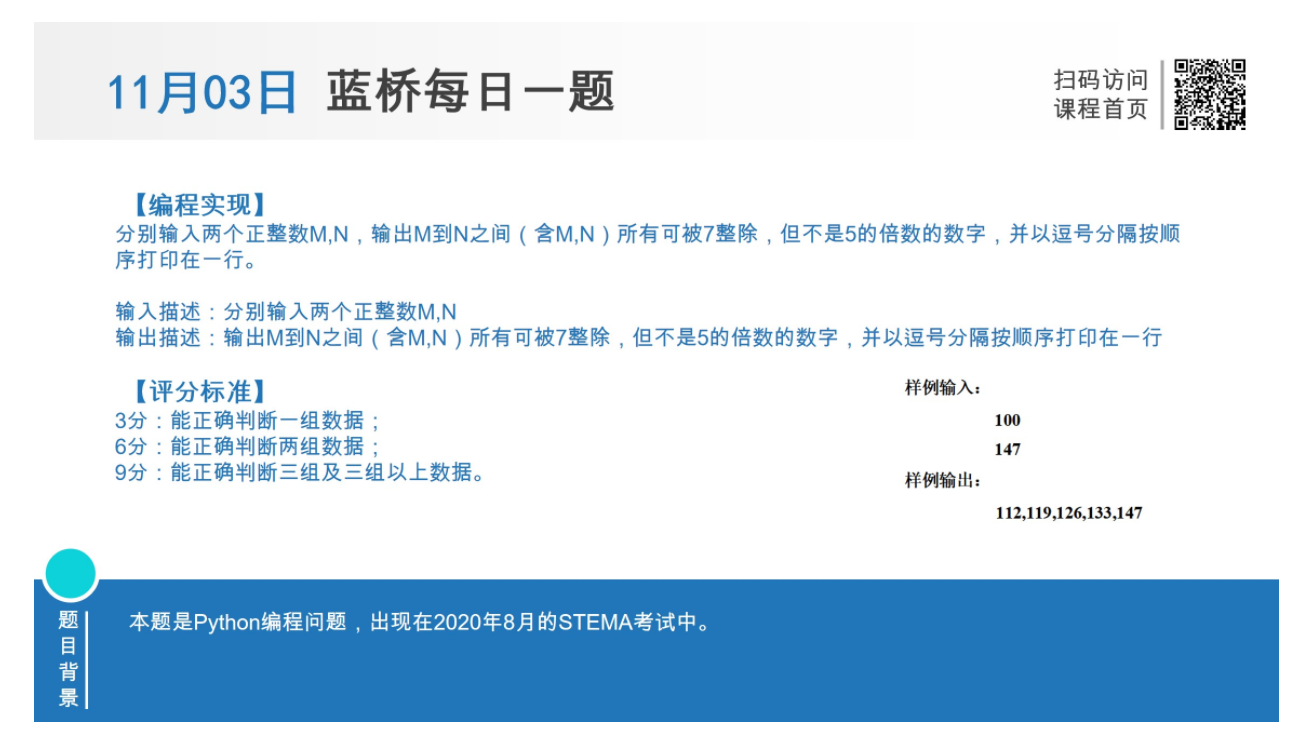 11月03日 蓝桥每日一题
扫码访问
课程首页
【编程实现】
分别输入两个正整数M,N，输出M到N之间（含M,N）所有可被7整除，但不是5的倍数的数字，并以逗号分隔按顺
序打印在一行。
输入描述：分别输入两个正整数M,N
输出描述：输出M到N之间（含M,N）所有可被7整除，但不是5的倍数的数字，并以逗号分隔按顺序打印在一行
【评分标准】
3分：能正确判断一组数据；
6分：能正确判断两组数据；
9分：能正确判断三组及三组以上数据。
样例输入：
100
147
样例输出：
112,119,126,133,147
题目背景
本题是Python编程问题，出现在2020年8月的STEMA考试中。